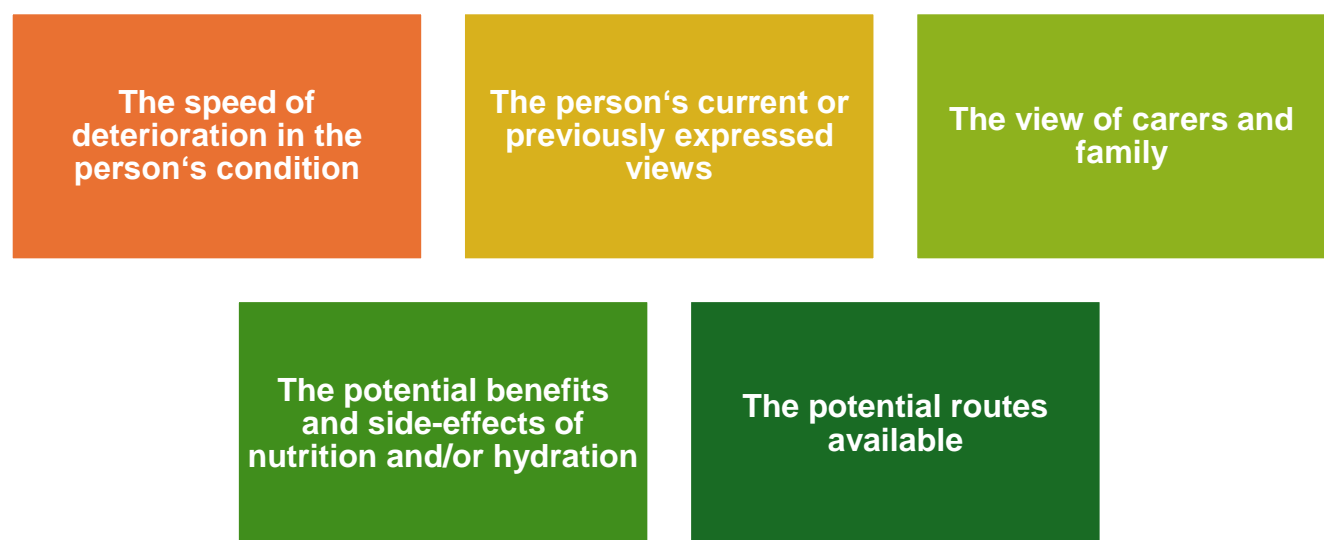 The speed of
deterioration in the
person‘s condition
The person‘s current or
previously expressed
views
The view of carers and
family
The potential benefits
and side-effects of
nutrition and/or hydration
The potential routes
available